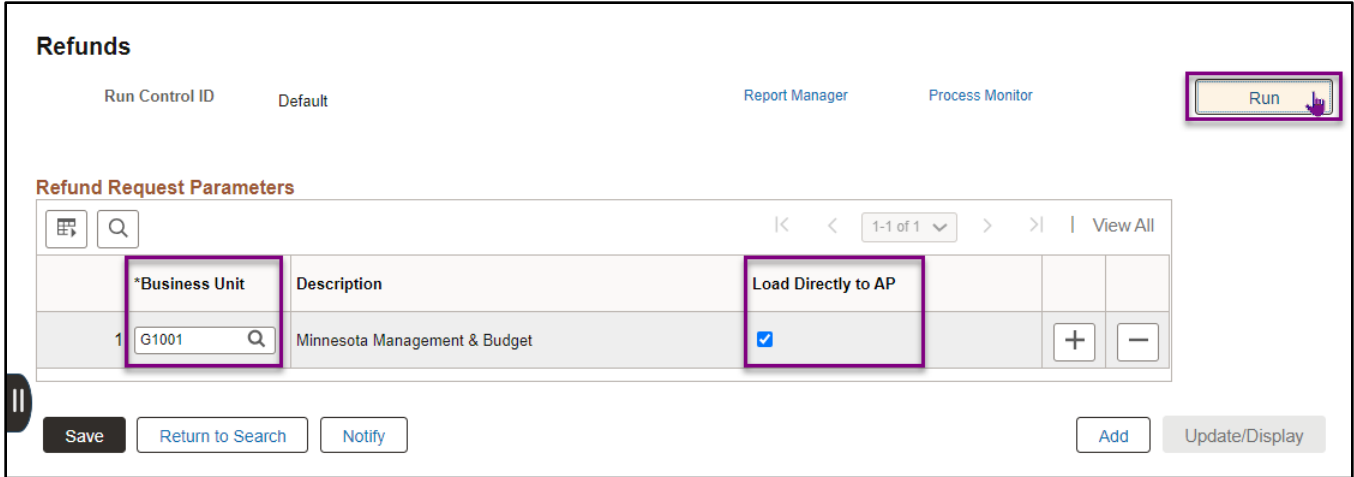 Refunds
Run Control ID Default Report Manager Process Monitor Run
Refund Request Parameters
1-1 of 1 | View All
*Business Unit Description Load Directly to AP
1 G1001 Minnesota Management & Budget
Save Return to Search Notify Add Update/Display